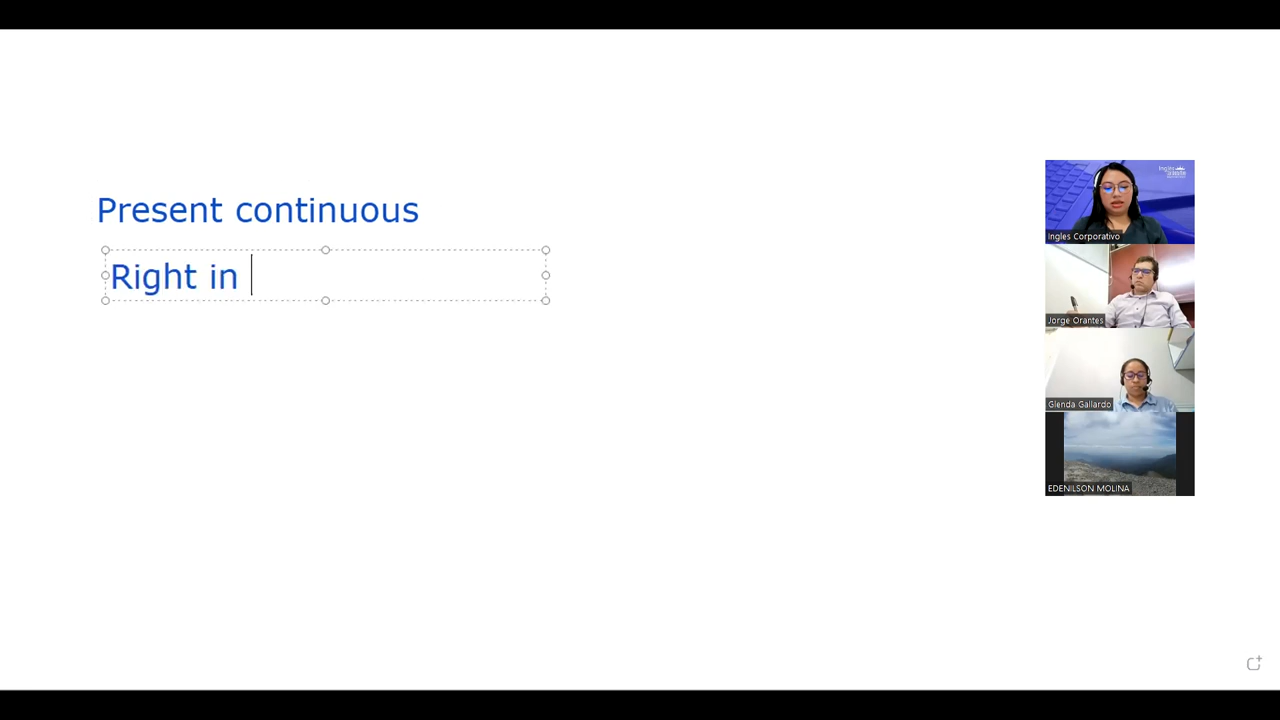 Present continuous
Right in
Ingles Corporativo
Jorge Orantes
Glenda Gallardo
EDENILSON MOLINA